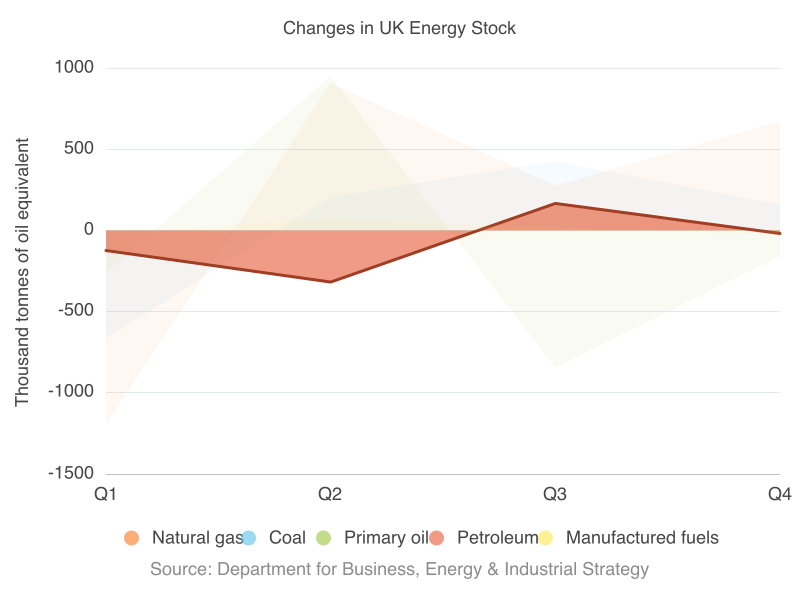 Changes in UK Energy Stock
Thousand tonnes of oil equivalent
1000
500
0
-500
-1000
-1500
Q1 Q2 Q3 Q4
Natural gas Coal Primary oil Petroleum Manufactured fuels
Source: Department for Business, Energy & Industrial Strategy